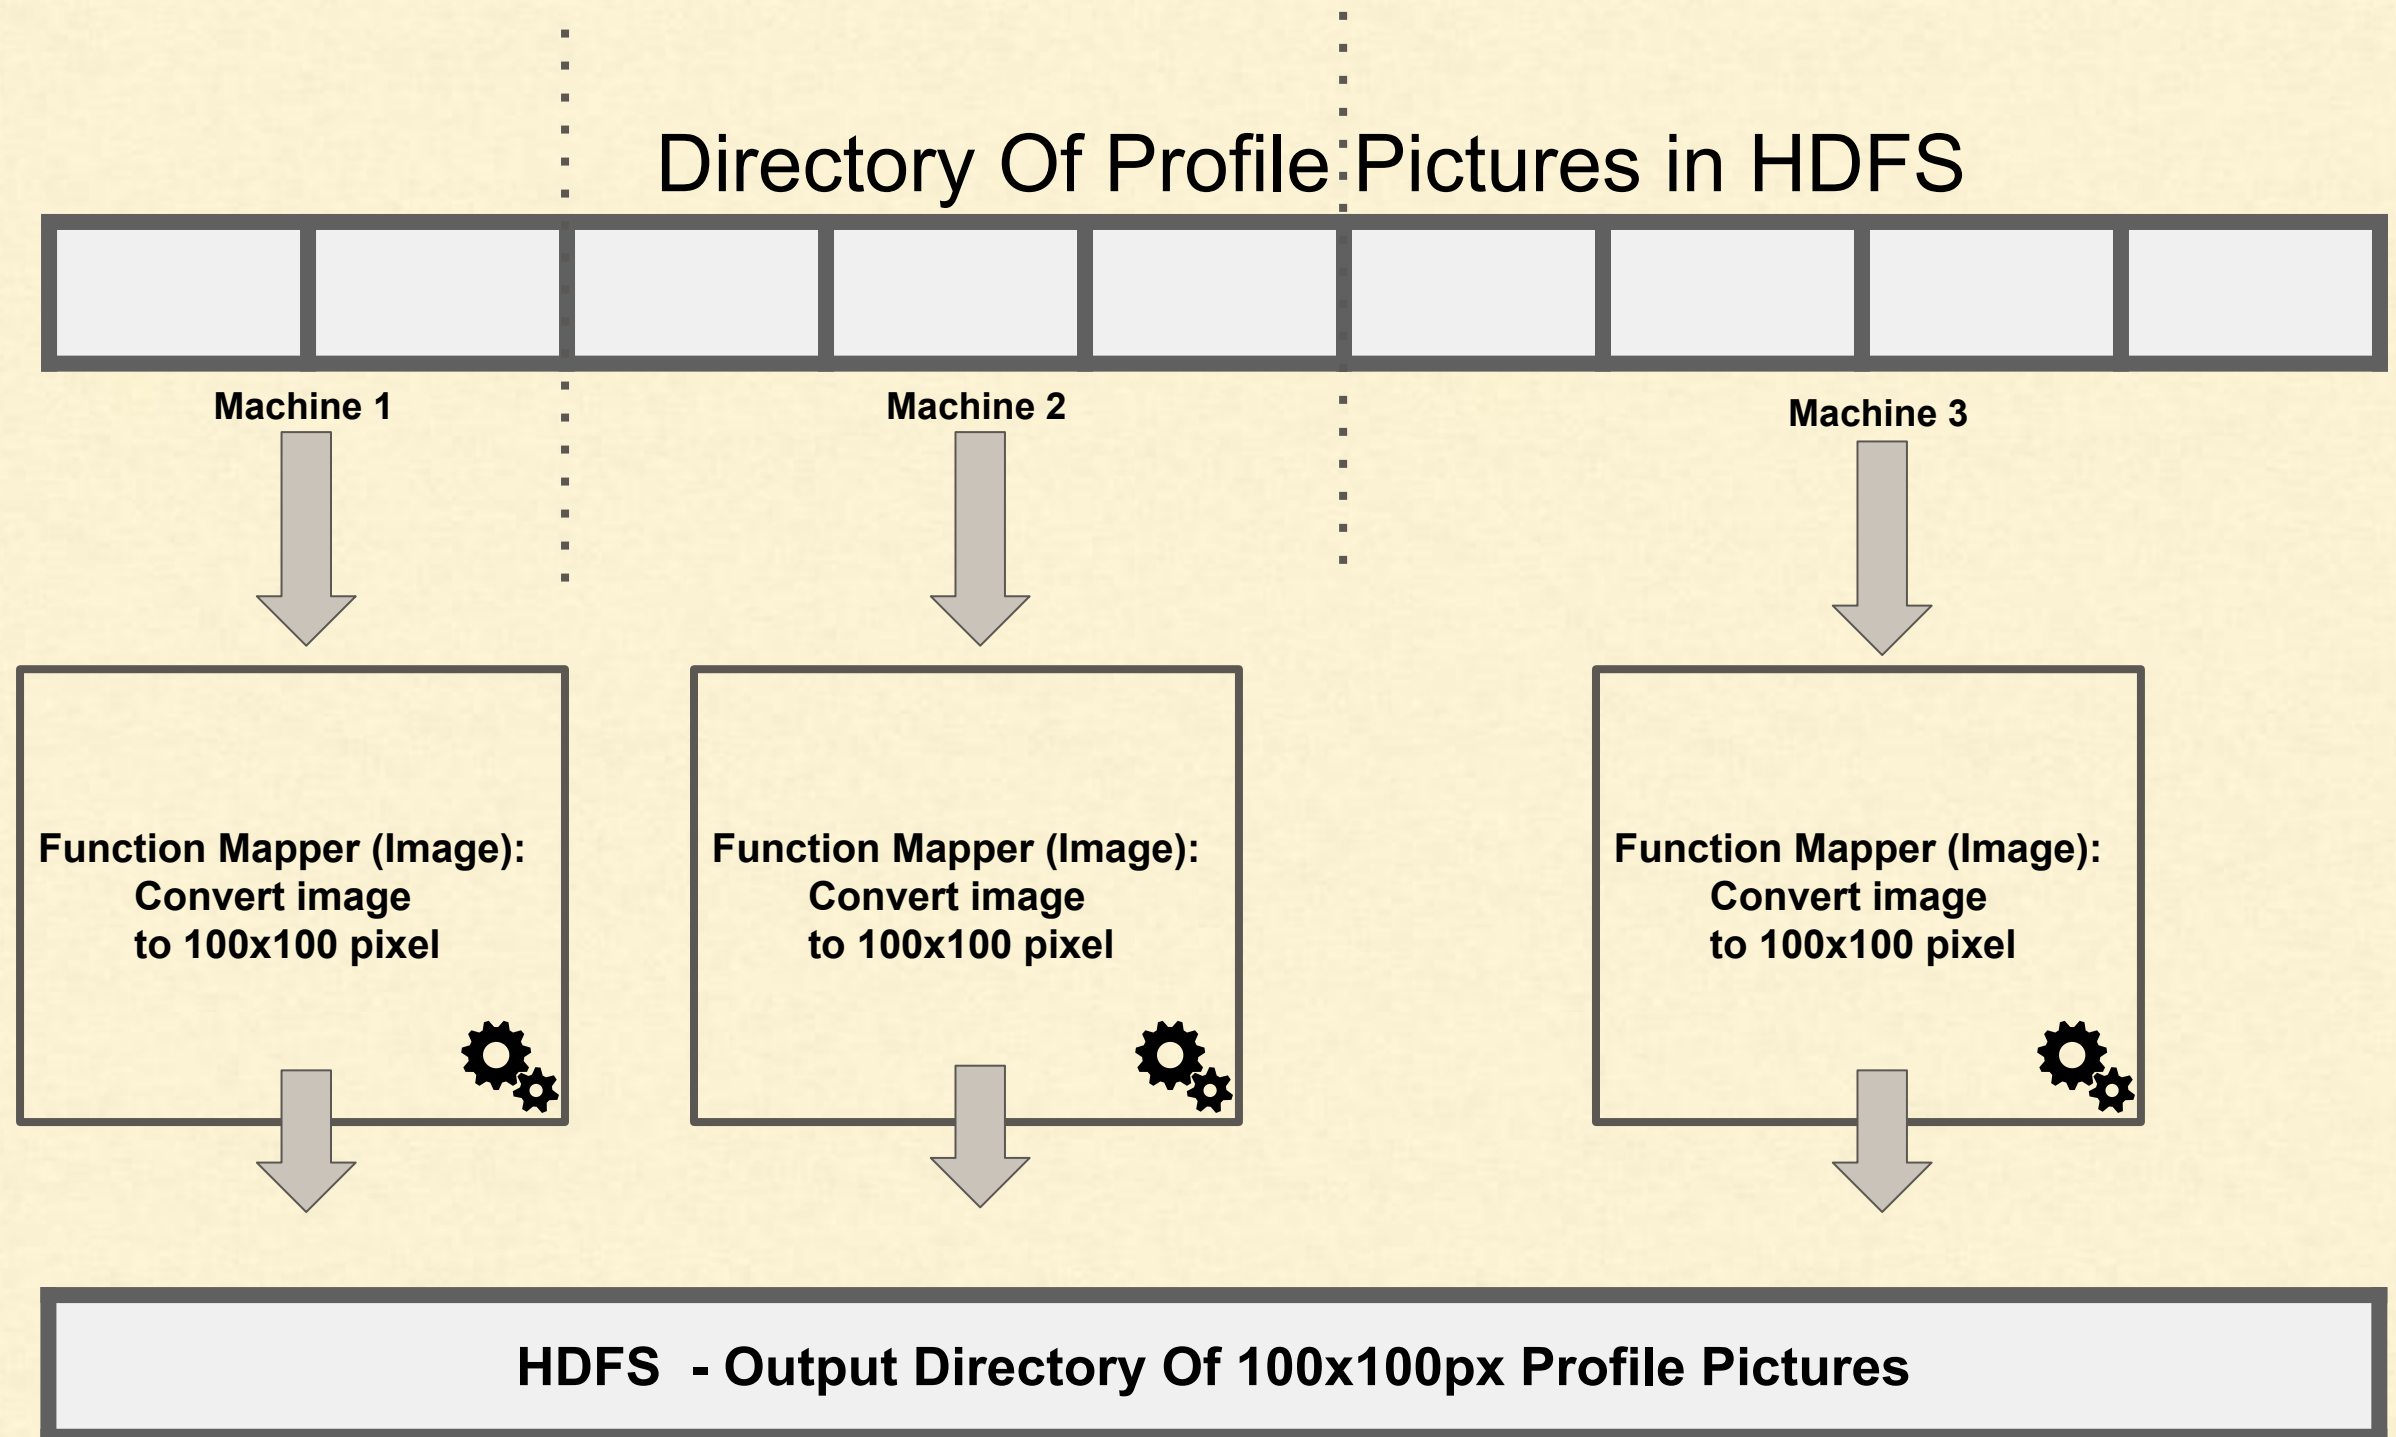 Directory Of Profile Pictures in HDFS
Machine 1
Machine 2
Machine 3
Function Mapper (Image):
Convert image
to 100x100 pixel
Function Mapper (Image):
Convert image
to 100x100 pixel
Function Mapper (Image):
Convert image
to 100x100 pixel
HDFS - Output Directory Of 100x100px Profile Pictures